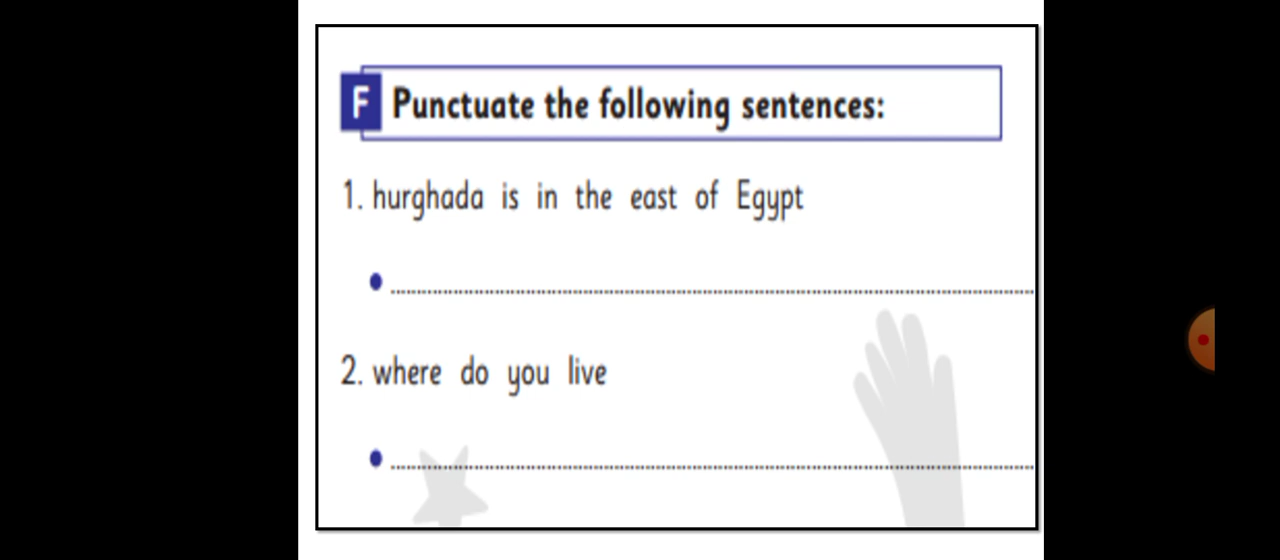 F Punctuate the following sentences:
1. hurghada is in the east of Egypt
2. where do you live